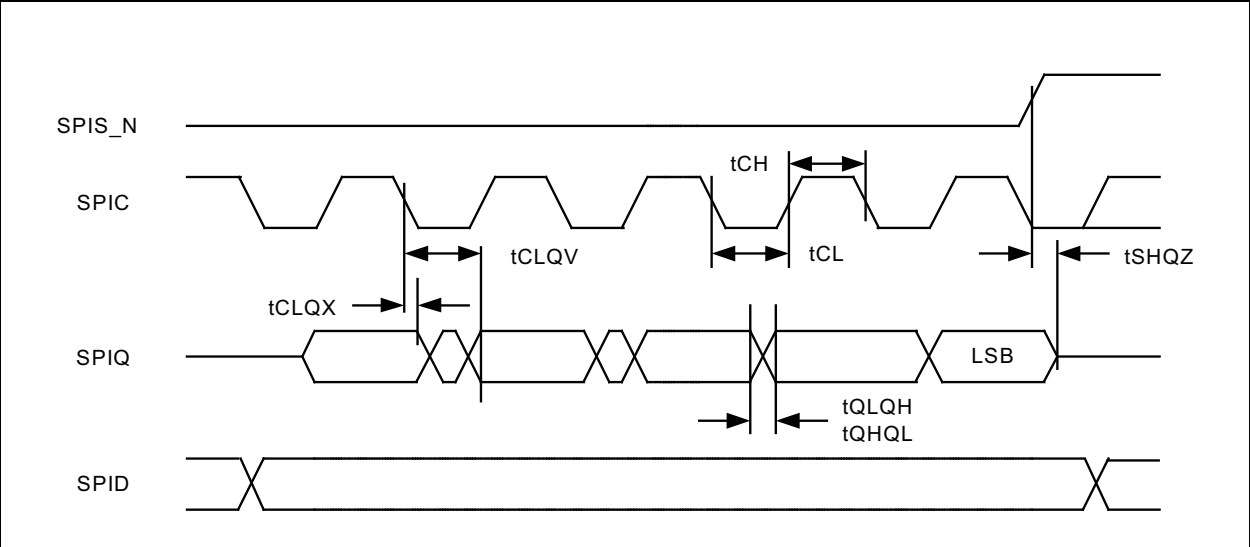 SPIS_N
tCH
SPIC
tCLQV
tCL
tSHQZ
tCLQX
SPIQ
LSB
tQLQH
tQHQL
SPID